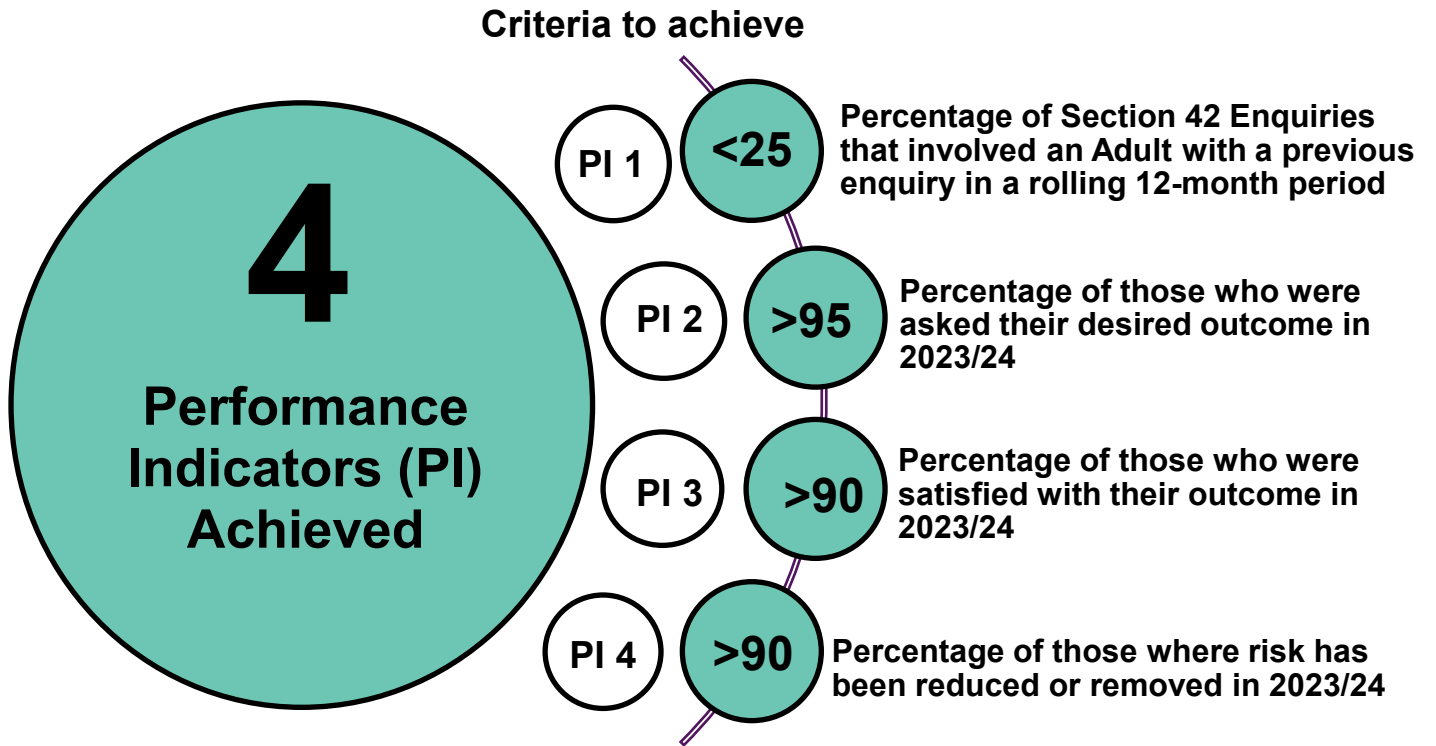 Criteria to achieve
4
Performance
Indicators (PI)
Achieved
PI 1
<25
Percentage of Section 42 Enquiries
that involved an Adult with a previous
enquiry in a rolling 12-month period
PI 2
>95
Percentage of those who were
asked their desired outcome in
2023/24
PI 3
>90
Percentage of those who were
satisfied with their outcome in
2023/24
PI 4
>90
Percentage of those where risk has
been reduced or removed in 2023/24